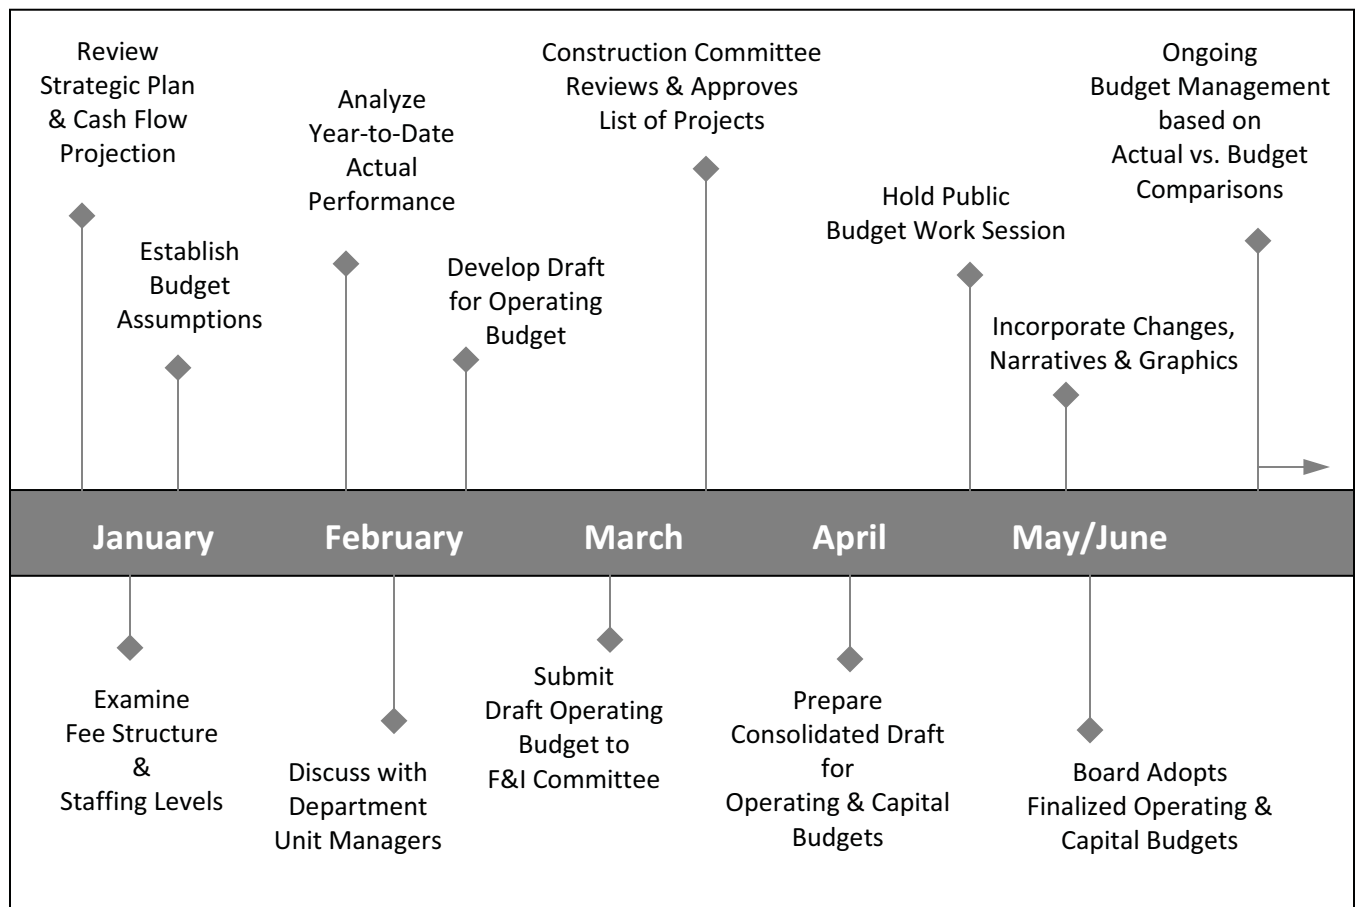 Review
Strategic Plan
& Cash Flow
Projection
Establish
Budget
Assumptions
Analyze
Year-to-Date
Actual
Performance
Develop Draft
for Operating
Budget
Construction Committee
Reviews & Approves
List of Projects
Hold Public
Budget Work Session
Incorporate Changes,
Narratives & Graphics
Ongoing
Budget Management
based on
Actual vs. Budget
Comparisons
January
February
March
April
May/June
Examine
Fee Structure
&
Staffing Levels
Discuss with
Department
Unit Managers
Submit
Draft Operating
Budget to
F&I Committee
Prepare
Consolidated Draft
for
Operating & Capital
Budgets
Board Adopts
Finalized Operating &
Capital Budgets